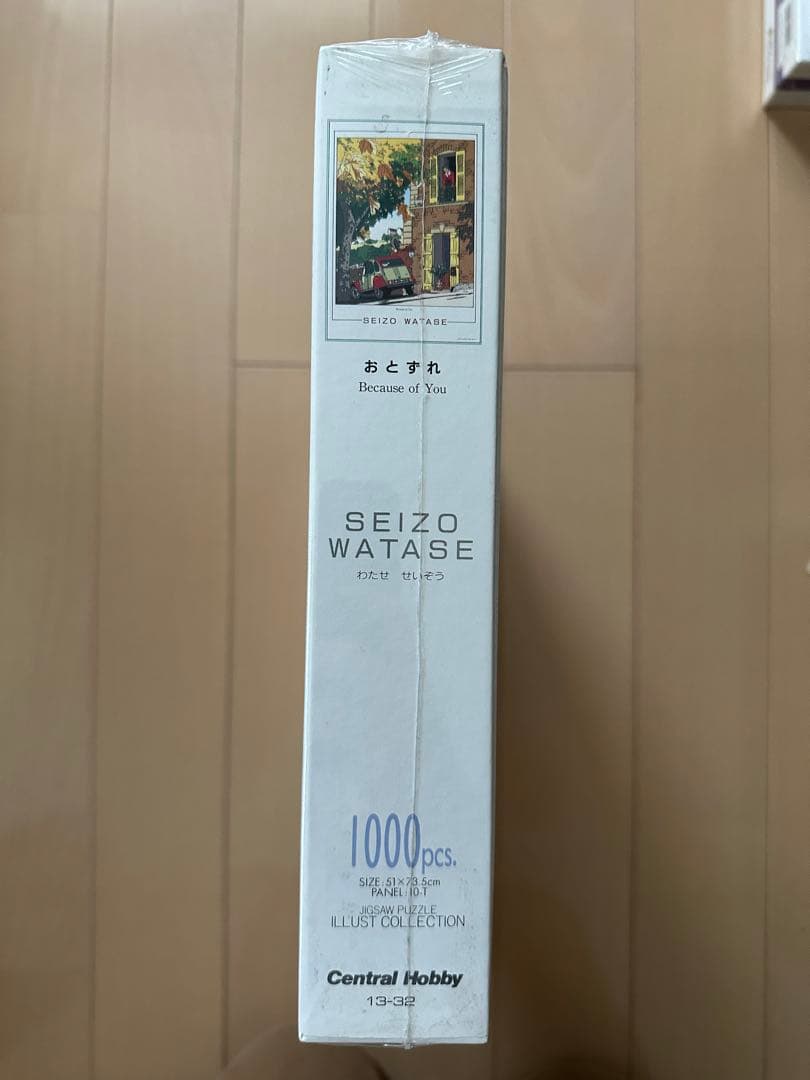 SEIZO WATASE
おとずれ
Because of You
SEIZO
WATASE
わたせ せいぞう
1000pcs.
SIZE:51×73.5cm
PANEL:10-T
JIGSAW PUZZLE
ILLUST COLLECTION
Central Hobby
13-32